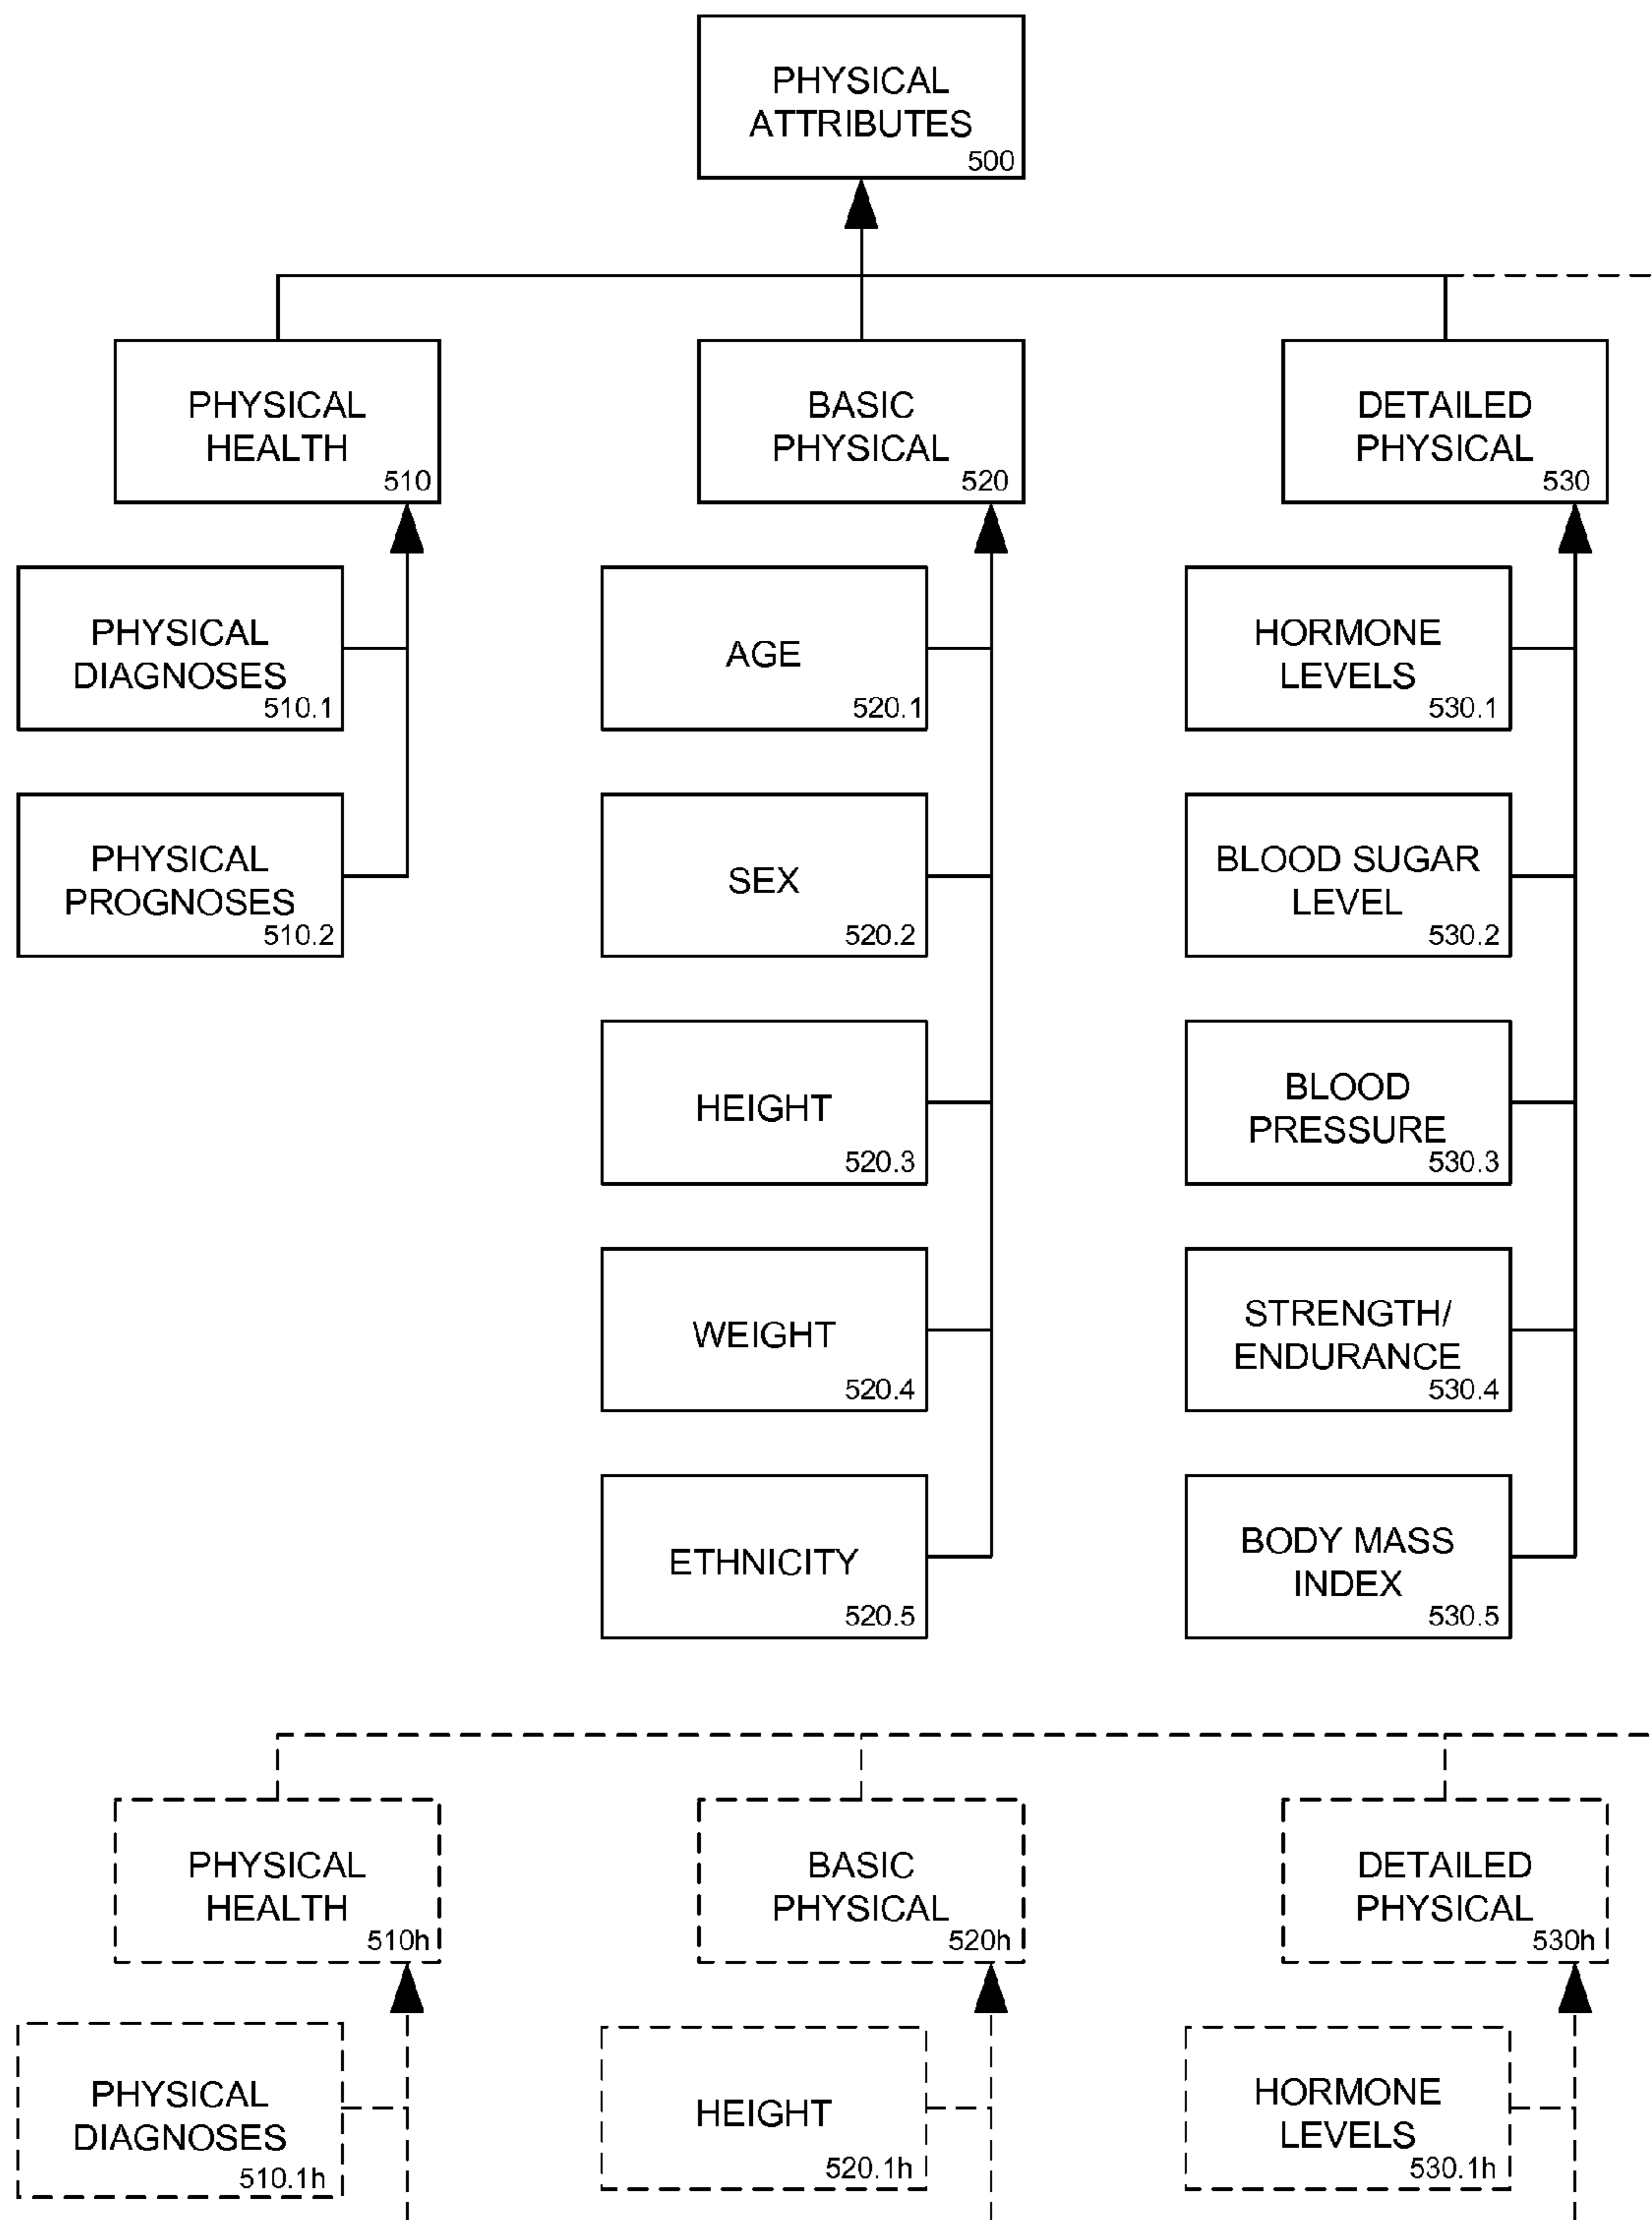 PHYSICAL
ATTRIBUTES
500
PHYSICAL
HEALTH
510
BASIC
PHYSICAL
520
DETAILED
PHYSICAL
530
PHYSICAL
DIAGNOSES
510.1
AGE
520.1
HORMONE
LEVELS
530.1
PHYSICAL
PROGNOSES
510.2
SEX
520.2
BLOOD SUGAR
LEVEL
530.2
HEIGHT
520.3
BLOOD
PRESSURE
530.3
WEIGHT
520.4
STRENGTH/
ENDURANCE
530.4
ETHNICITY
520.5
BODY MASS
INDEX
530.5
PHYSICAL
HEALTH
510h
BASIC
PHYSICAL
520h
DETAILED
PHYSICAL
530h
PHYSICAL
DIAGNOSES
510.1h
HEIGHT
520.1h
HORMONE
LEVELS
530.1h